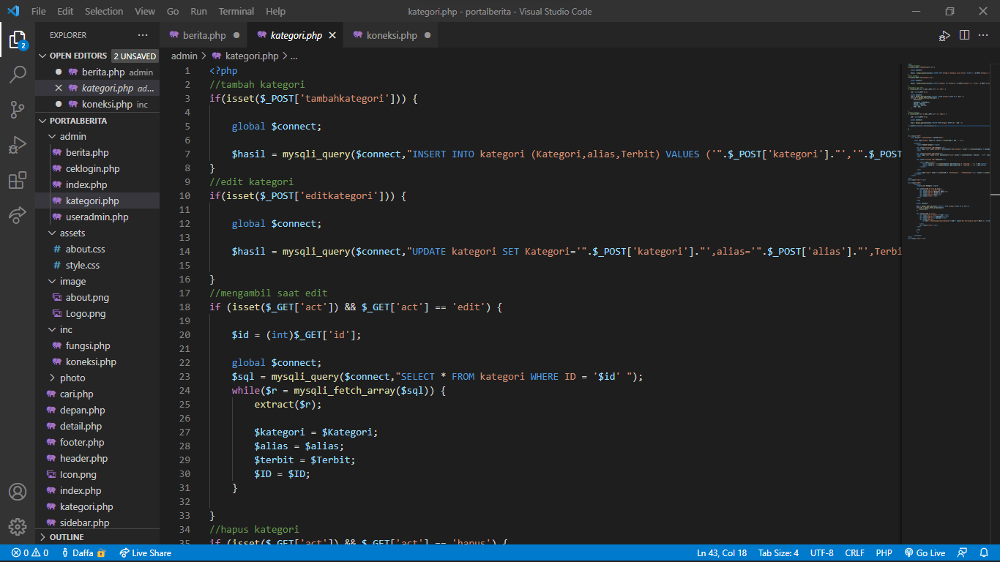 File Edit Selection View Go Run Terminal Help kategori.php - portalberita - Visual Studio Code
EXPLORER
OPEN EDITORS 2 UNSAVED
berita.php admin
kategori.php ad...
koneksi.php inc
PORTALBERITA
admin
berita.php
ceklogin.php
index.php
kategori.php
useradmin.php
assets
# about.css
# style.css
image
about.png
Logo.png
inc
fungsi.php
koneksi.php
photo
cari.php
depan.php
detail.php
footer.php
header.php
Icon.png
index.php
kategori.php
sidebar.php
OUTLINE
2
berita.php kategori.php koneksi.php
admin > kategori.php > ...
1 <?php
2 //tambah kategori
3 if(isset($_POST['tambahkategori'])) {
4
5 global $connect;
6
7 $hasil = mysqli_query($connect,"INSERT INTO kategori (Kategori,alias,Terbit) VALUES ('".$_POST['kategori']."','".$_POST
8 }
9 //edit kategori
10 if(isset($_POST['editkategori'])) {
11
12 global $connect;
13
14 $hasil = mysqli_query($connect,"UPDATE kategori SET Kategori='".$_POST['kategori']."',alias='".$_POST['alias']."',Terbi
15
16 }
17 //mengambil saat edit
18 if (isset($_GET['act']) && $_GET['act'] == 'edit') {
19
20 $id = (int)$_GET['id'];
21
22 global $connect;
23 $sql = mysqli_query($connect,"SELECT * FROM kategori WHERE ID = '$id' ");
24 while($r = mysqli_fetch_array($sql)) {
25 extract($r);
26
27 $kategori = $Kategori;
28 $alias = $alias;
29 $terbit = $Terbit;
30 $ID = $ID;
31 }
32
33 }
34 //hapus kategori
35 if (isset($_GET['act']) && $_GET['act'] == 'hapus') {
0 0 Daffa Live Share Ln 43, Col 18 Tab Size: 4 UTF-8 CRLF PHP Go Live